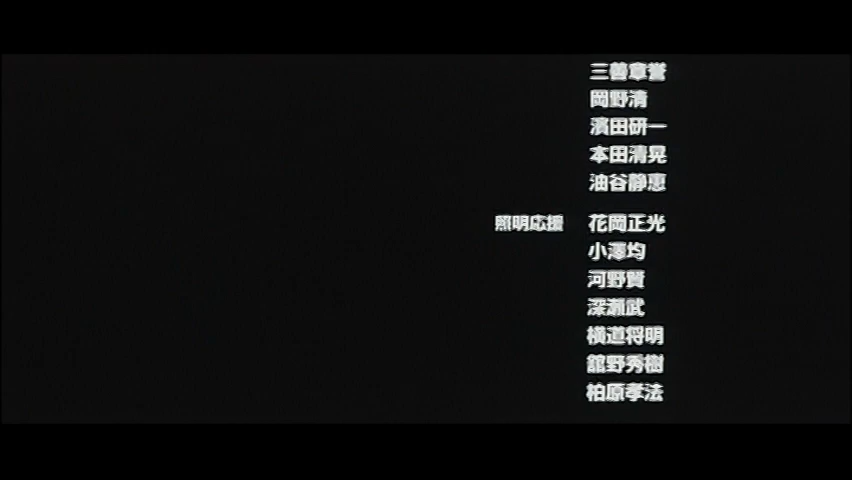 三善章誉
岡野清
濱田研一
本田清晃
油谷静恵
照明応援 花岡正光
小澤均
河野賢
深瀬武
横道将明
舘野秀樹
柏原孝法